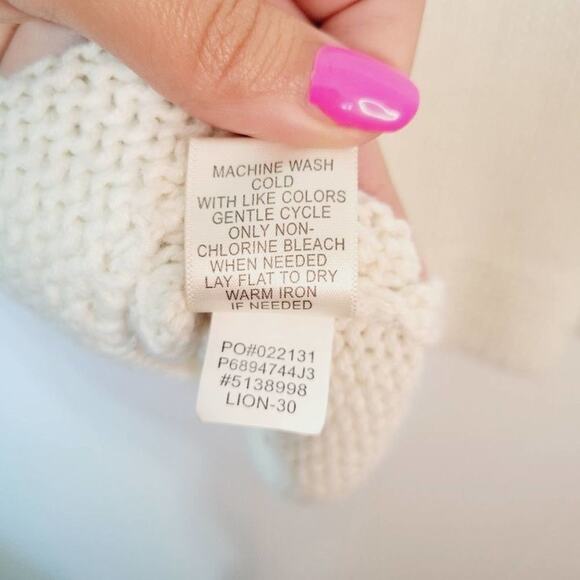 MACHINE WASH
COLD
WITH LIKE COLORS
GENTLE CYCLE
ONLY NON-
CHLORINE BLEACH
WHEN NEEDED
LAY FLAT TO DRY
WARM IRON
IF NEEDED
PO#022131
P6894744J3
#5138998
LION-30